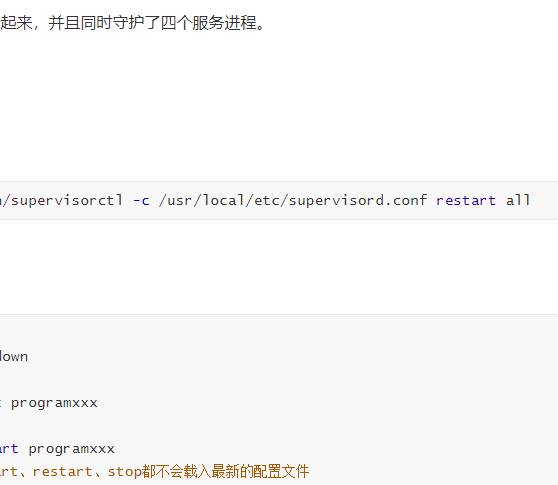 起来，并且同时守护了四个服务进程。
/supervisorctl -c /usr/local/etc/supervisord.conf restart all
down
programxxx
art programxxx
art、restart、stop都不会载入最新的配置文件